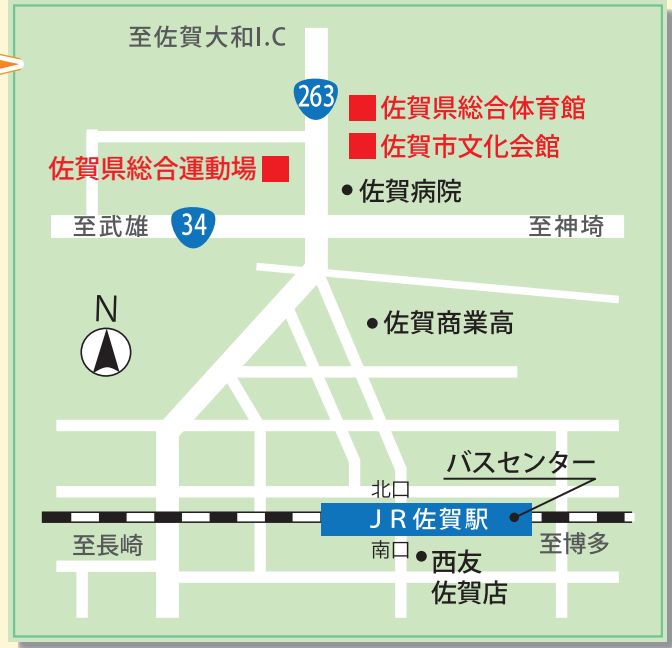 至佐賀大和I.C
263
佐賀県総合体育館
佐賀市文化会館
佐賀県総合運動場
佐賀病院
至武雄
34
至神埼
N
佐賀商業高
バスセンター
北口
JR佐賀駅
至長崎
南口
至博多
西友
佐賀店